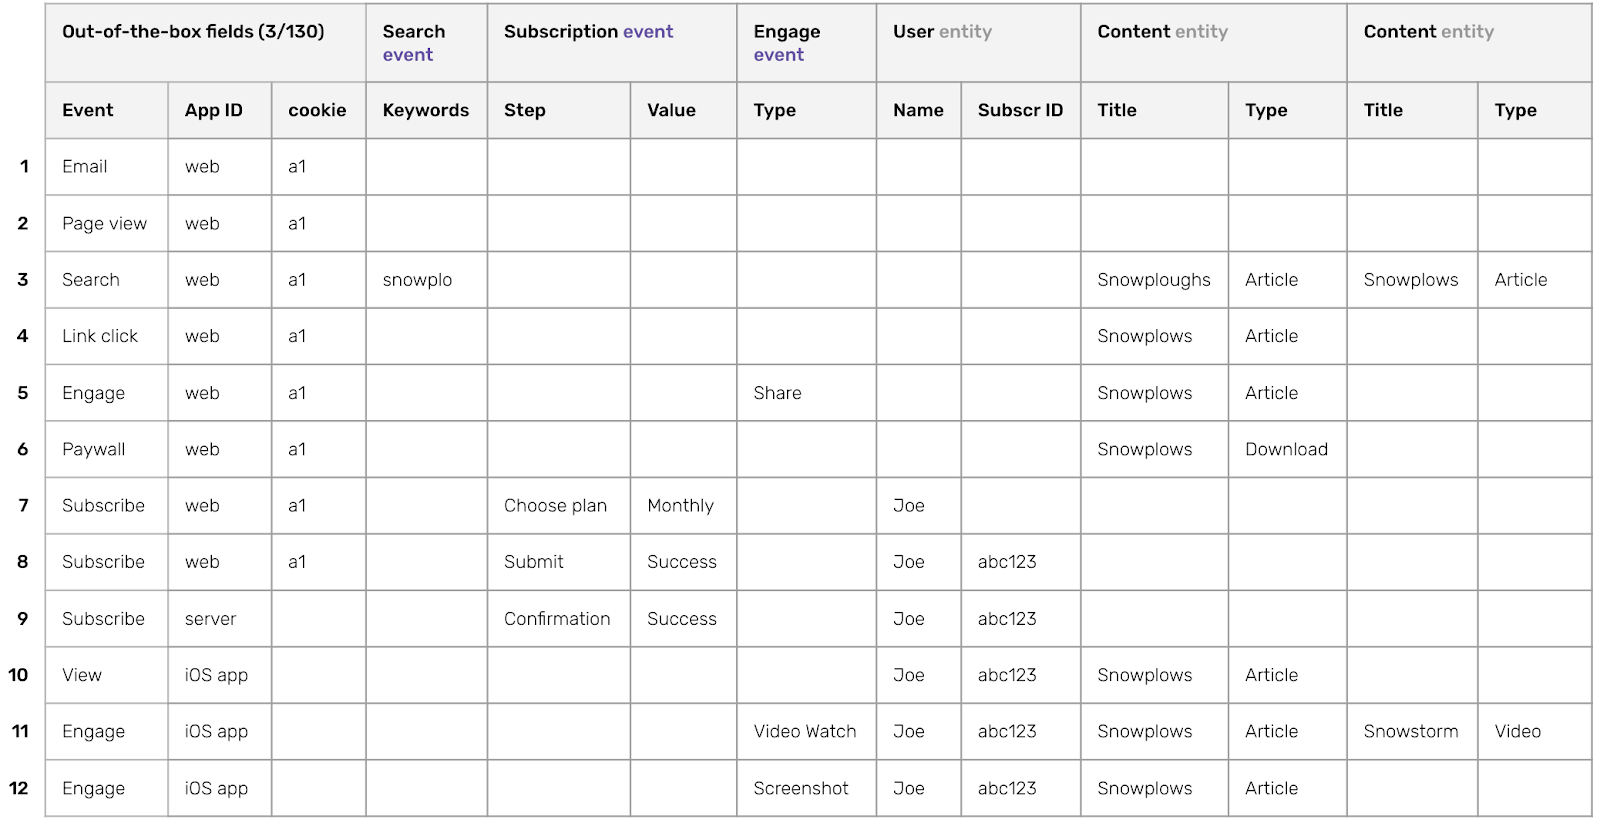 Out-of-the-box fields (3/130) Search event Subscription event Engage event User entity Content entity Content entity
Event App ID cookie Keywords Step Value Type Name Subscr ID Title Type Title Type
1 Email web a1
2 Page view web a1
3 Search web a1 snowplo Snowploughs Article Snowplows Article
4 Link click web a1 Snowplows Article
5 Engage web a1 Share Snowplows Article
6 Paywall web a1 Snowplows Download
7 Subscribe web a1 Choose plan Monthly Joe
8 Subscribe web a1 Submit Success Joe abc123
9 Subscribe server Confirmation Success Joe abc123
10 View iOS app Joe abc123 Snowplows Article
11 Engage iOS app Video Watch Joe abc123 Snowplows Article Snowstorm Video
12 Engage iOS app Screenshot Joe abc123 Snowplows Article